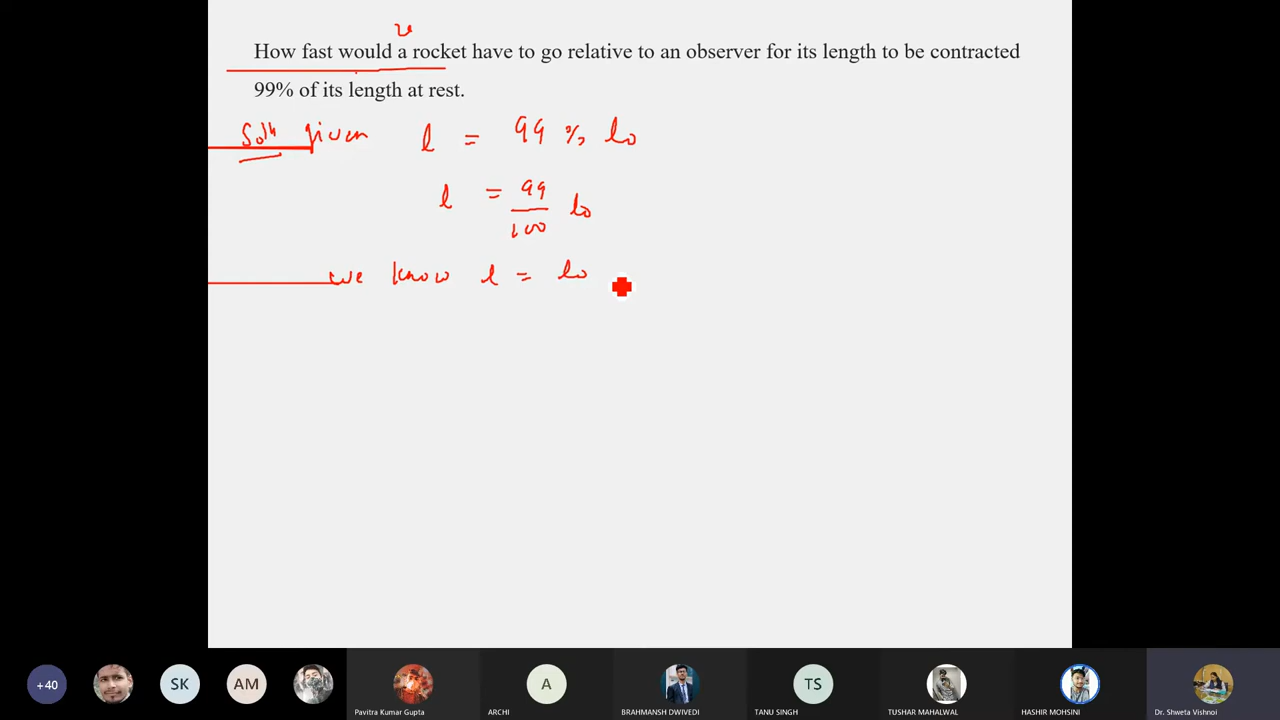 v
How fast would a rocket have to go relative to an observer for its length to be contracted
99% of its length at rest.
Soln given l = 99 % lo
l = 99/100 lo
we know l = lo
+40 SK AM Pavitra Kumar Gupta A ARCHI BRAHMANSH DWIVEDI TS TANU SINGH TUSHAR MAHALWAL HASHIR MOHSINI Dr. Shweta Vishnoi